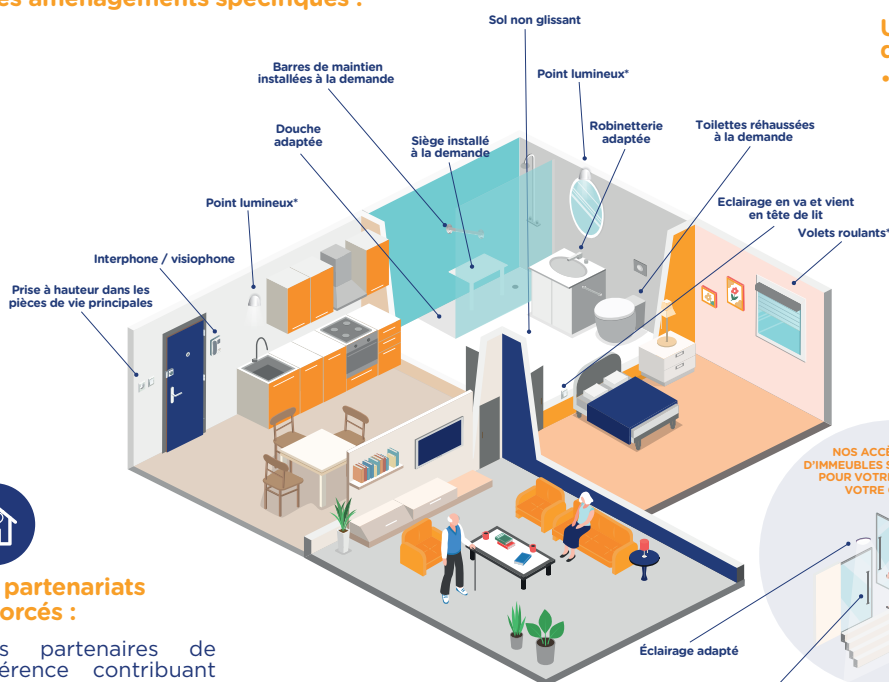 es aménagements spécifiques :
Sol non glissant
Barres de maintien
installées à la demande
Point lumineux*
Douche
adaptée
Siège installé
à la demande
Robinetterie
adaptée
Toilettes réhaussées
à la demande
Point lumineux*
Eclairage en va et vient
en tête de lit
Volets roulants*
Interphone / visiophone
Prise à hauteur dans les
pièces de vie principales
NOS ACCÈ
D'IMMEUBLES S
POUR VOTRE
VOTRE
partenariats
orcés :
s partenaires de
érence contribuant
Éclairage adapté